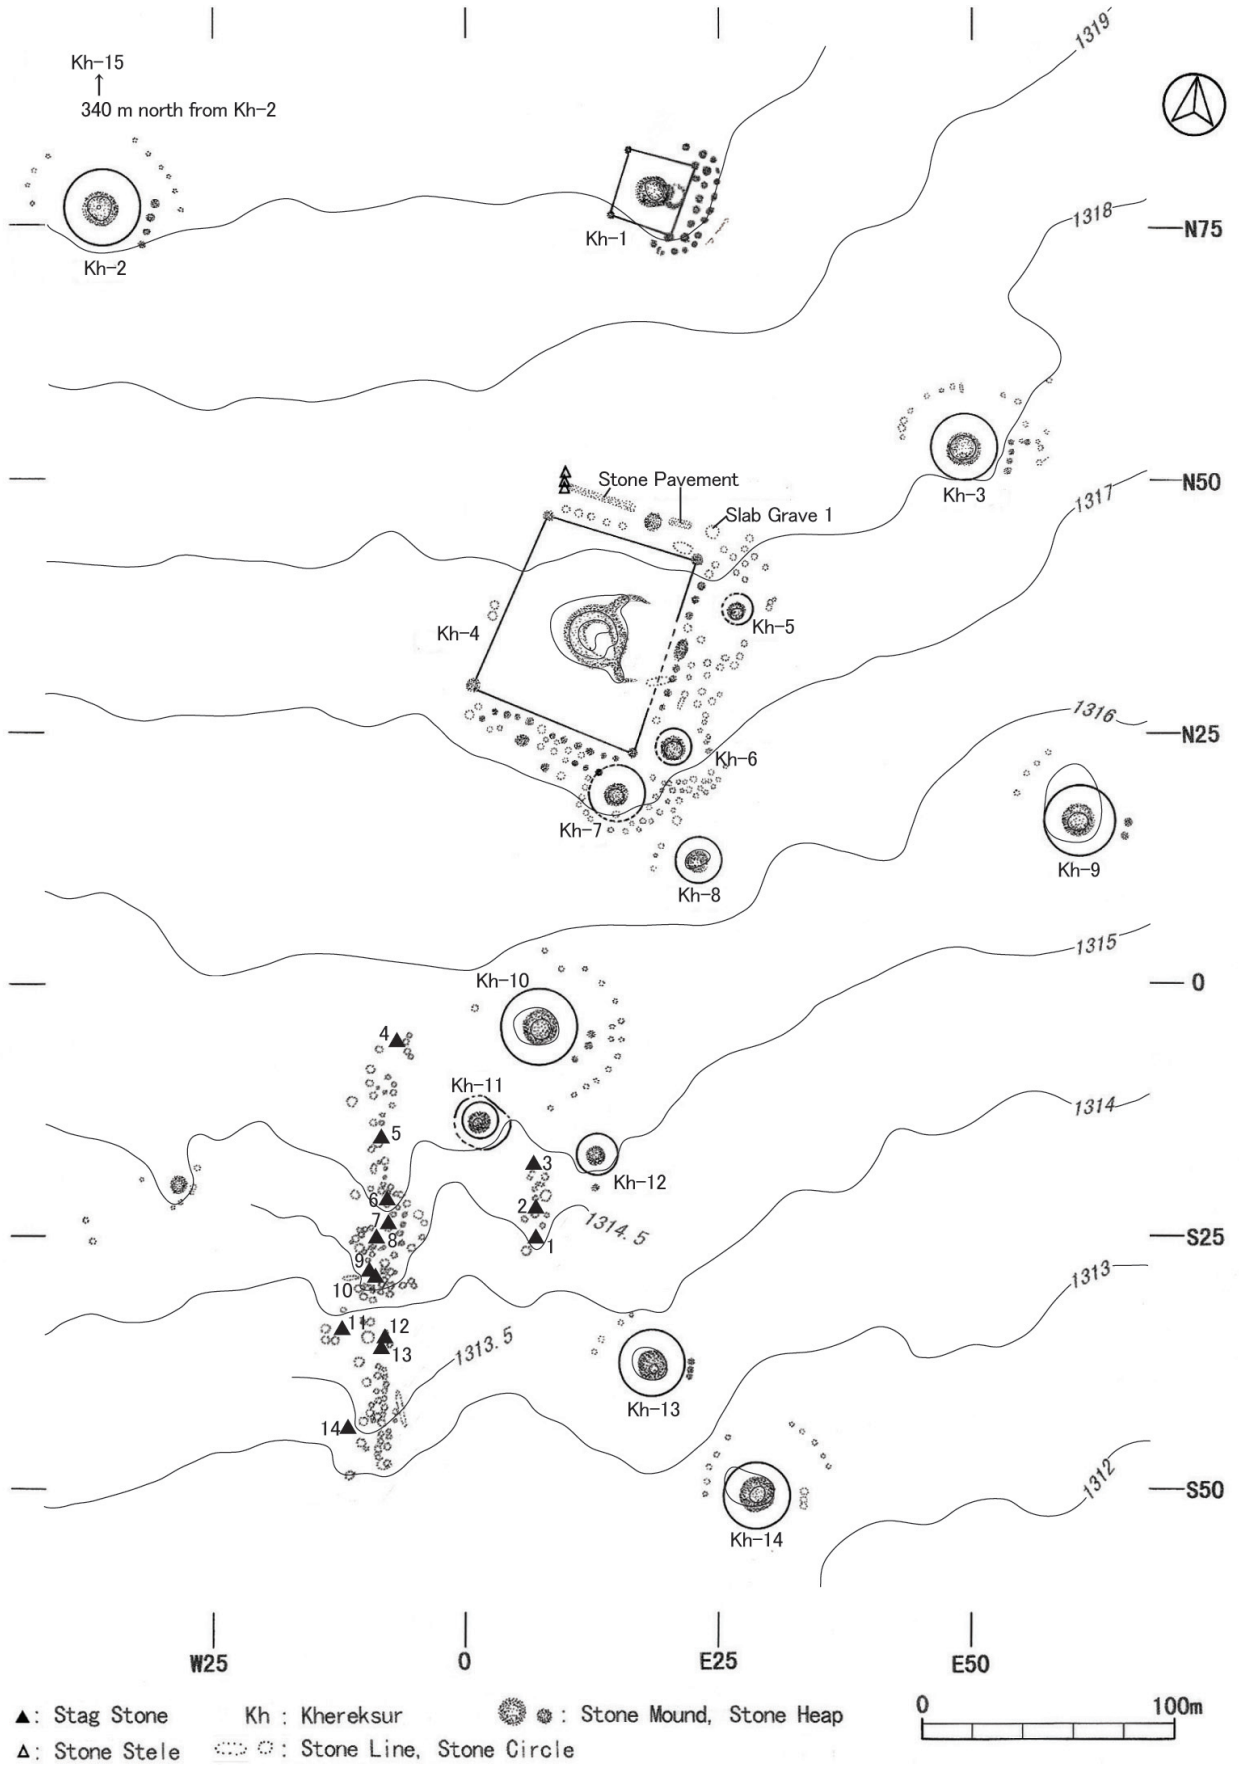 1319
Kh-15
↑
340 m north from Kh-2
1318
N75
Kh-1
Kh-2
Stone Pavement
N50
Kh-3
1317
Slab Grave 1
Kh-5
Kh-4
1316
N25
Kh-6
Kh-7
Kh-9
Kh-8
1315
Kh-10
0
4
Kh-11
1314
5
3
Kh-12
6
2
7
1314.5
8
1
S25
9
10
1313
11
12
13
1313.5
Kh-13
14
1312
S50
Kh-14
W25
0
E25
E50
▲: Stag Stone
Kh : Khereksur
: Stone Mound, Stone Heap
0
100m
△: Stone Stele
: Stone Line, Stone Circle